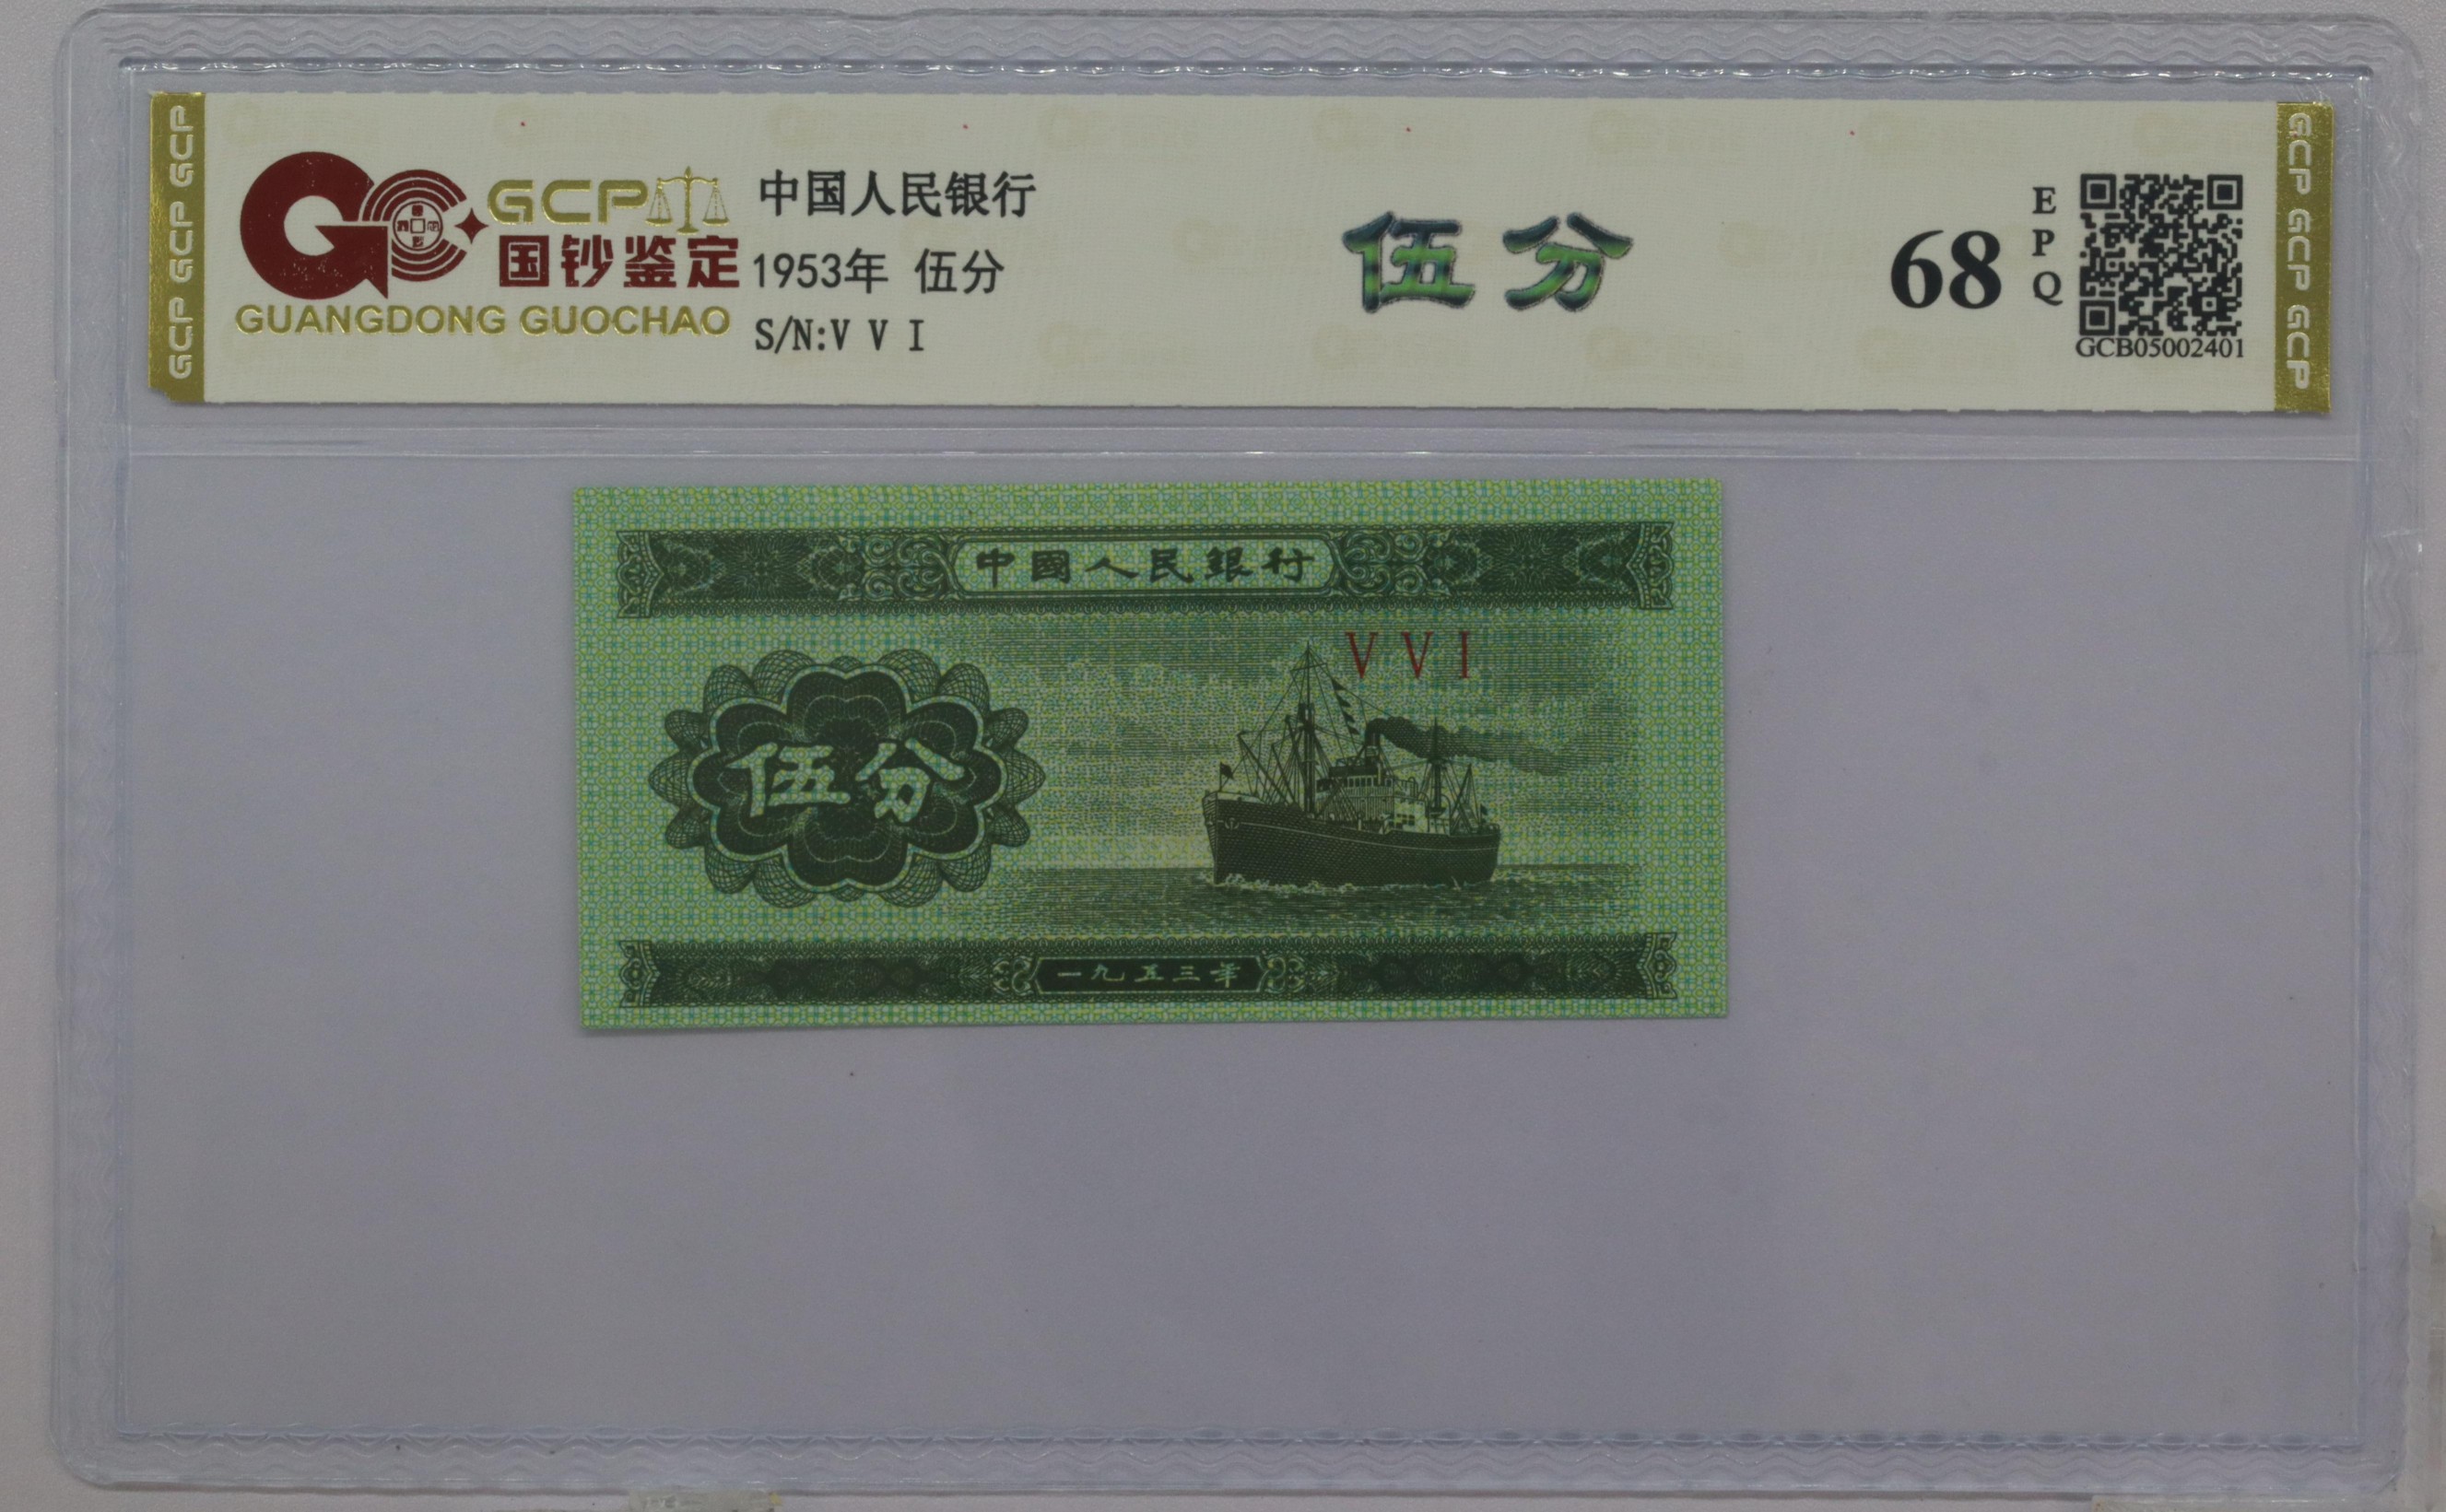 GCP GCP GCP
GCP
国钞鉴定
GUANGDONG GUOCHAO
中国人民银行
1953年 伍分
S/N:V V I
伍分
68
E
P
Q
GCB05002401
GCP GCP GCP
中國人民銀行
V V I
伍分
一九五三年